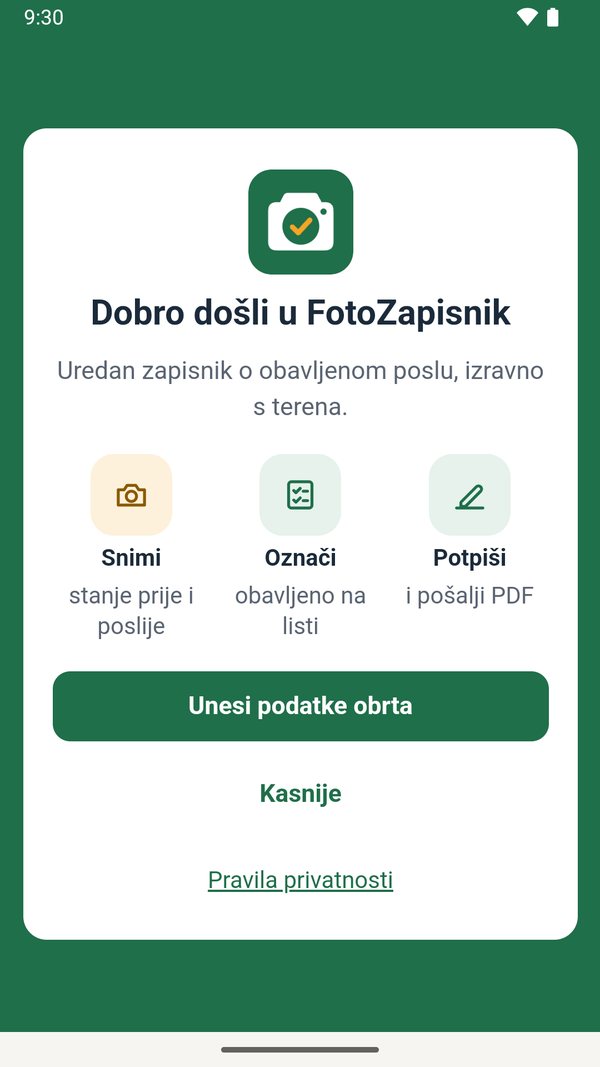 9:30
Dobro došli u FotoZapisnik
Uredan zapisnik o obavljenom poslu, izravno
s terena.
Snimi
stanje prije i
poslije
Označi
obavljeno na
listi
Potpiši
i pošalji PDF
Unesi podatke obrta
Kasnije
Pravila privatnosti